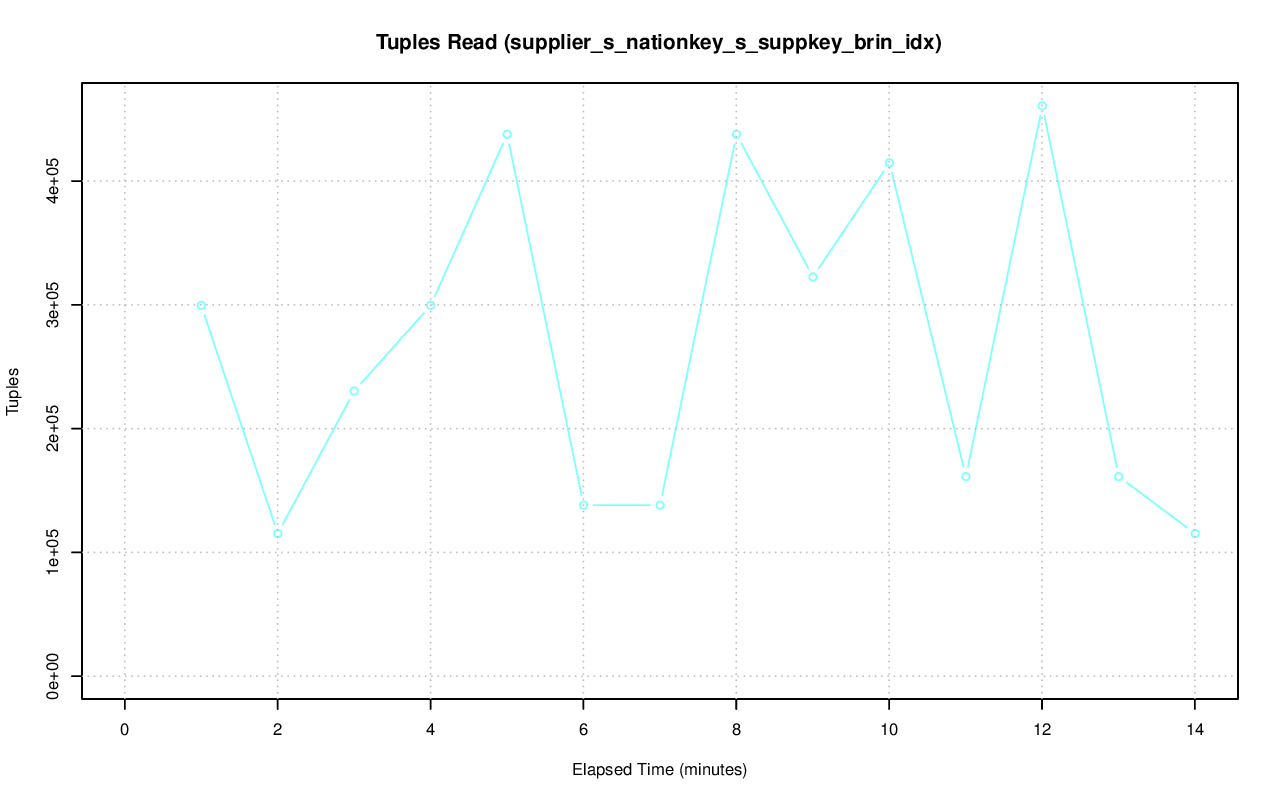 Tuples Read (supplier_s_nationkey_s_suppkey_brin_idx)
Tuples
4e+05
3e+05
2e+05
1e+05
0e+00
0 2 4 6 8 10 12 14
Elapsed Time (minutes)